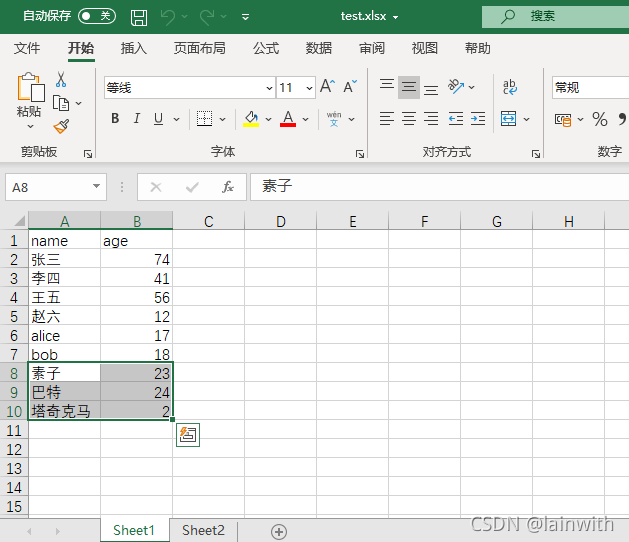 自动保存 关 test.xlsx 搜索
文件 开始 插入 页面布局 公式 数据 审阅 视图 帮助
粘贴 等线 11 A A ab 常规
B I U A wén 文 %
剪贴板 字体 对齐方式 数字
A8 fx 素子
A B C D E F G H
1 name age
2 张三 74
3 李四 41
4 王五 56
5 赵六 12
6 alice 17
7 bob 18
8 素子 23
9 巴特 24
10 塔奇克马 2
11
12
13
14
15
Sheet1 Sheet2
CSDN @lainwith